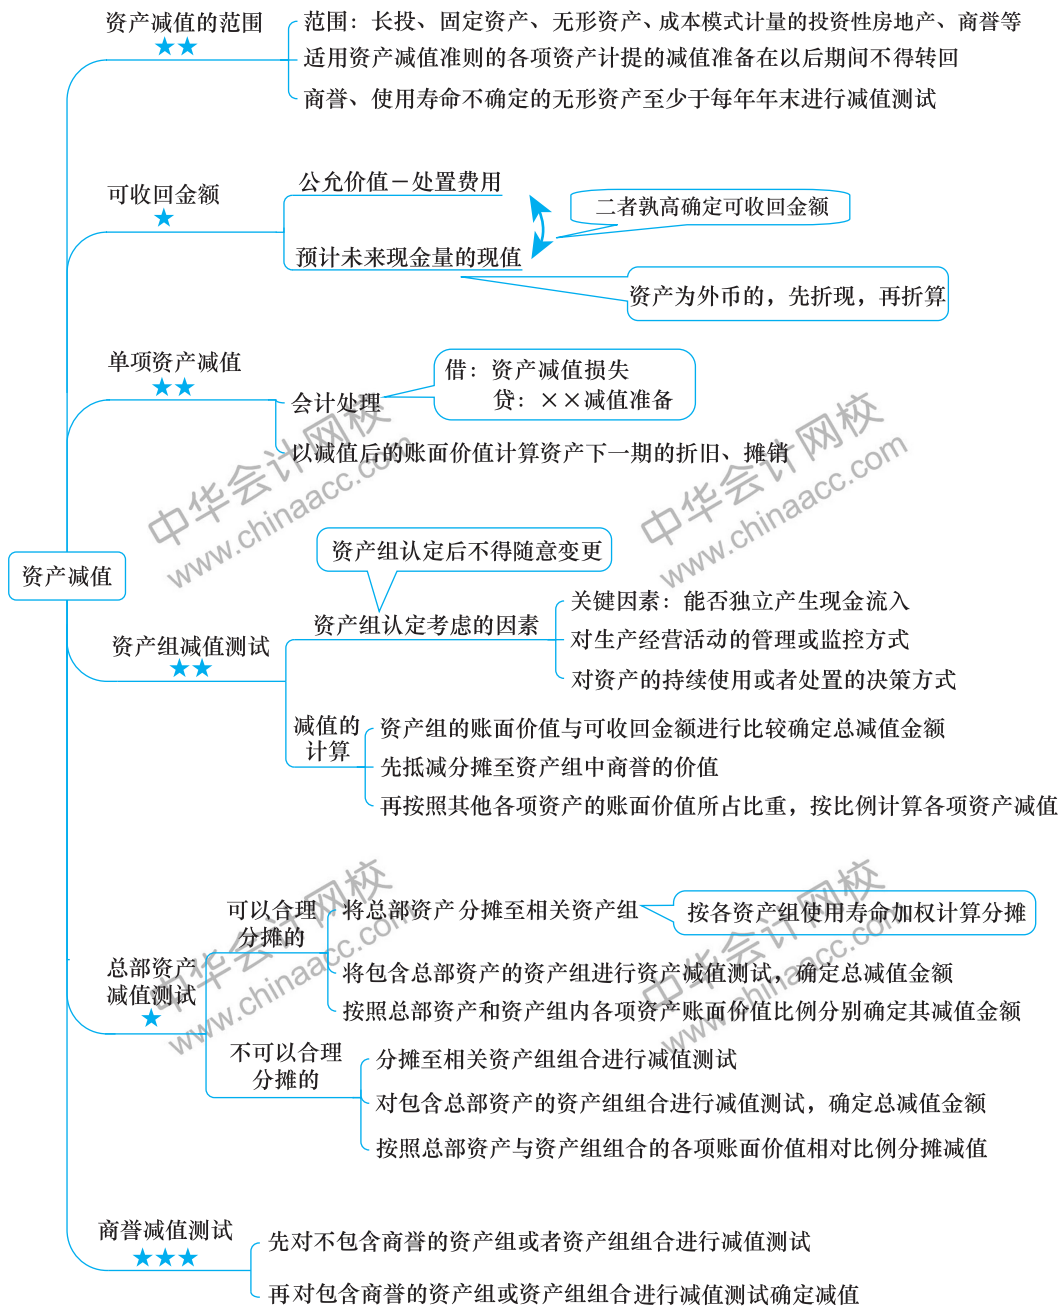 资产减值的范围
★★
范围：长投、固定资产、无形资产、成本模式计量的投资性房地产、商誉等
适用资产减值准则的各项资产计提的减值准备在以后期间不得转回
商誉、使用寿命不确定的无形资产至少于每年年末进行减值测试
可收回金额
★
公允价值－处置费用
二者孰高确定可收回金额
预计未来现金量的现值
资产为外币的，先折现，再折算
单项资产减值
★★
借：资产减值损失
贷：××减值准备
会计处理
以减值后的账面价值计算资产下一期的折旧、摊销
中华会计网校
www.chinaacc.com
中华会计网校
www.chinaacc.com
资产减值
资产组认定后不得随意变更
资产组减值测试
★★
资产组认定考虑的因素
关键因素：能否独立产生现金流入
对生产经营活动的管理或监控方式
对资产的持续使用或者处置的决策方式
减值的
计算
资产组的账面价值与可收回金额进行比较确定总减值金额
先抵减分摊至资产组中商誉的价值
再按照其他各项资产的账面价值所占比重，按比例计算各项资产减值
总部资产
减值测试
★
可以合理
分摊的
将总部资产分摊至相关资产组
按各资产组使用寿命加权计算分摊
将包含总部资产的资产组进行资产减值测试，确定总减值金额
按照总部资产和资产组内各项资产账面价值比例分别确定其减值金额
中华会计网校
www.chinaacc.com
中华会计网校
www.chinaacc.com
不可以合理
分摊的
分摊至相关资产组组合进行减值测试
对包含总部资产的资产组组合进行减值测试，确定总减值金额
按照总部资产与资产组组合的各项账面价值相对比例分摊减值
商誉减值测试
★★★
先对不包含商誉的资产组或者资产组组合进行减值测试
再对包含商誉的资产组或资产组组合进行减值测试确定减值